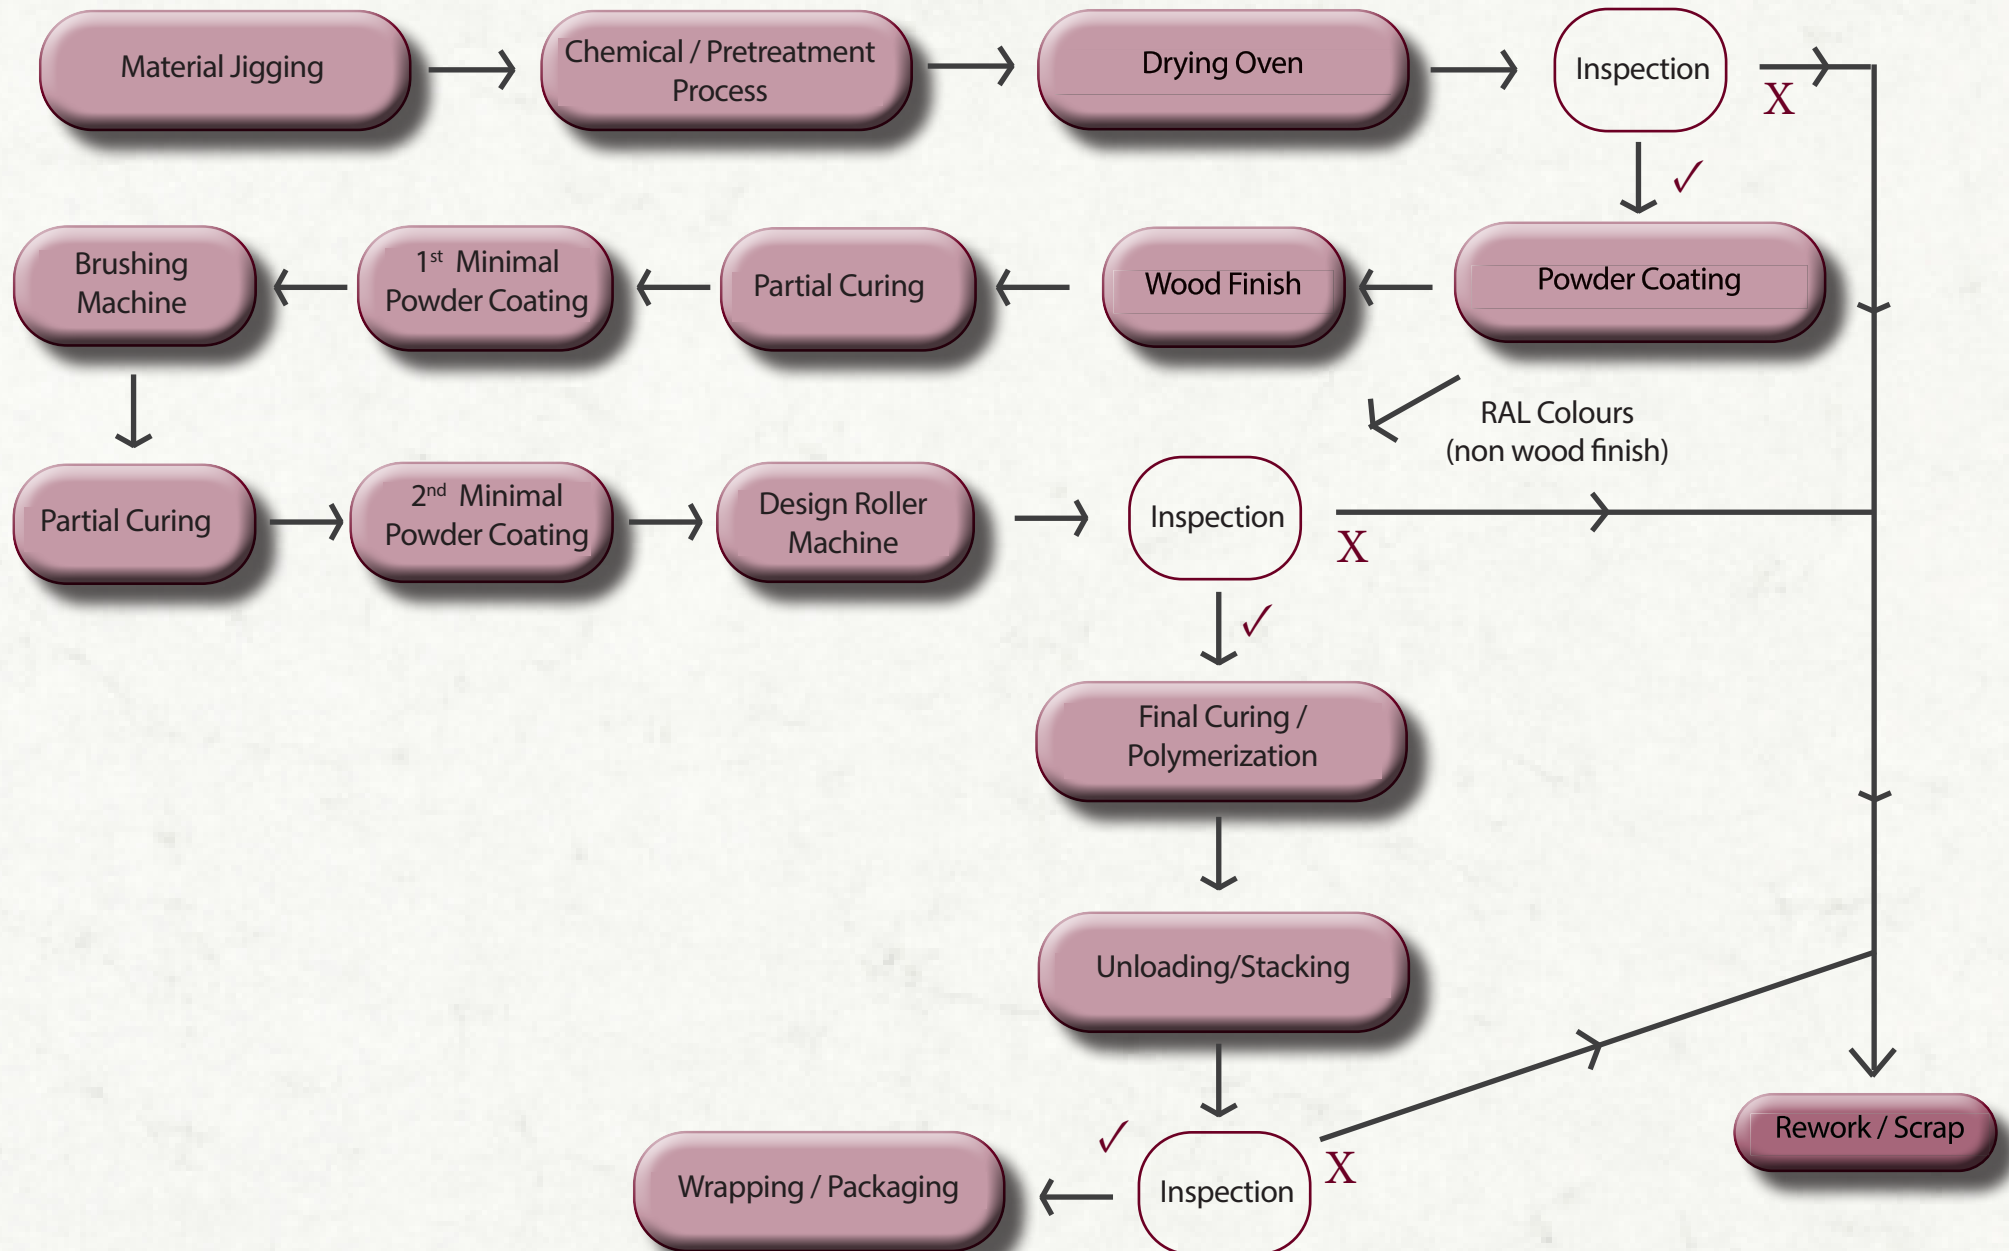 Material Jigging
Chemical / Pretreatment
Process
Drying Oven
Inspection
X
✓
Brushing
Machine
1st Minimal
Powder Coating
Partial Curing
Wood Finish
Powder Coating
RAL Colours
(non wood finish)
Partial Curing
2nd Minimal
Powder Coating
Design Roller
Machine
Inspection
X
✓
Final Curing /
Polymerization
Unloading/Stacking
✓
Wrapping / Packaging
Inspection
X
Rework / Scrap